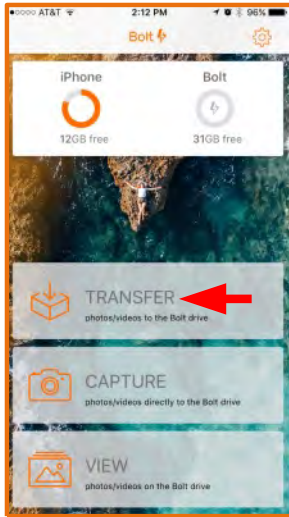 AT&T 2:12 PM 96%
Bolt
iPhone Bolt
12GB free 31GB free
TRANSFER
photos/videos to the Bolt drive
CAPTURE
photos/videos directly to the Bolt drive
VIEW
photos/videos on the Bolt drive